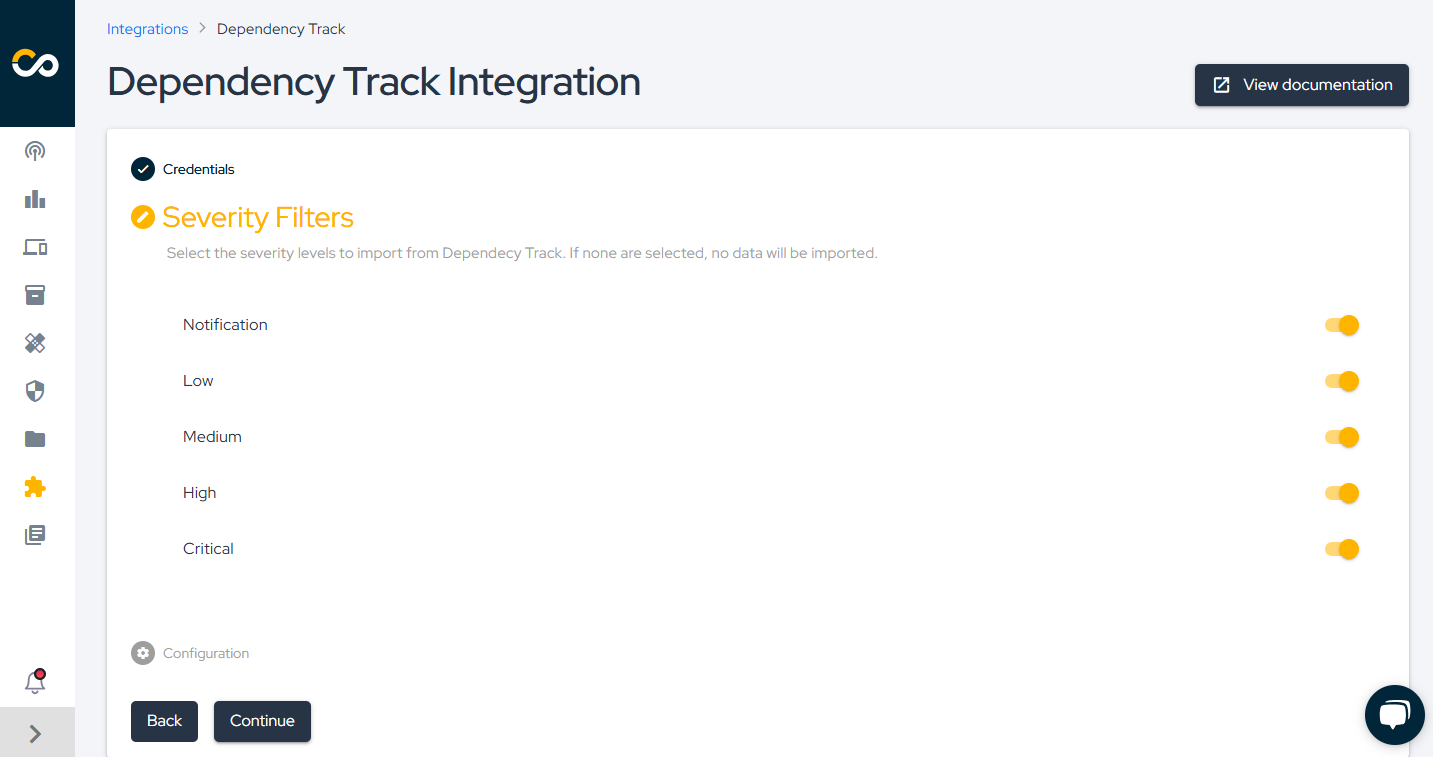 Integrations > Dependency Track
Dependency Track Integration
View documentation
Credentials
Severity Filters
Select the severity levels to import from Dependecy Track. If none are selected, no data will be imported.
Notification
Low
Medium
High
Critical
Configuration
Back
Continue